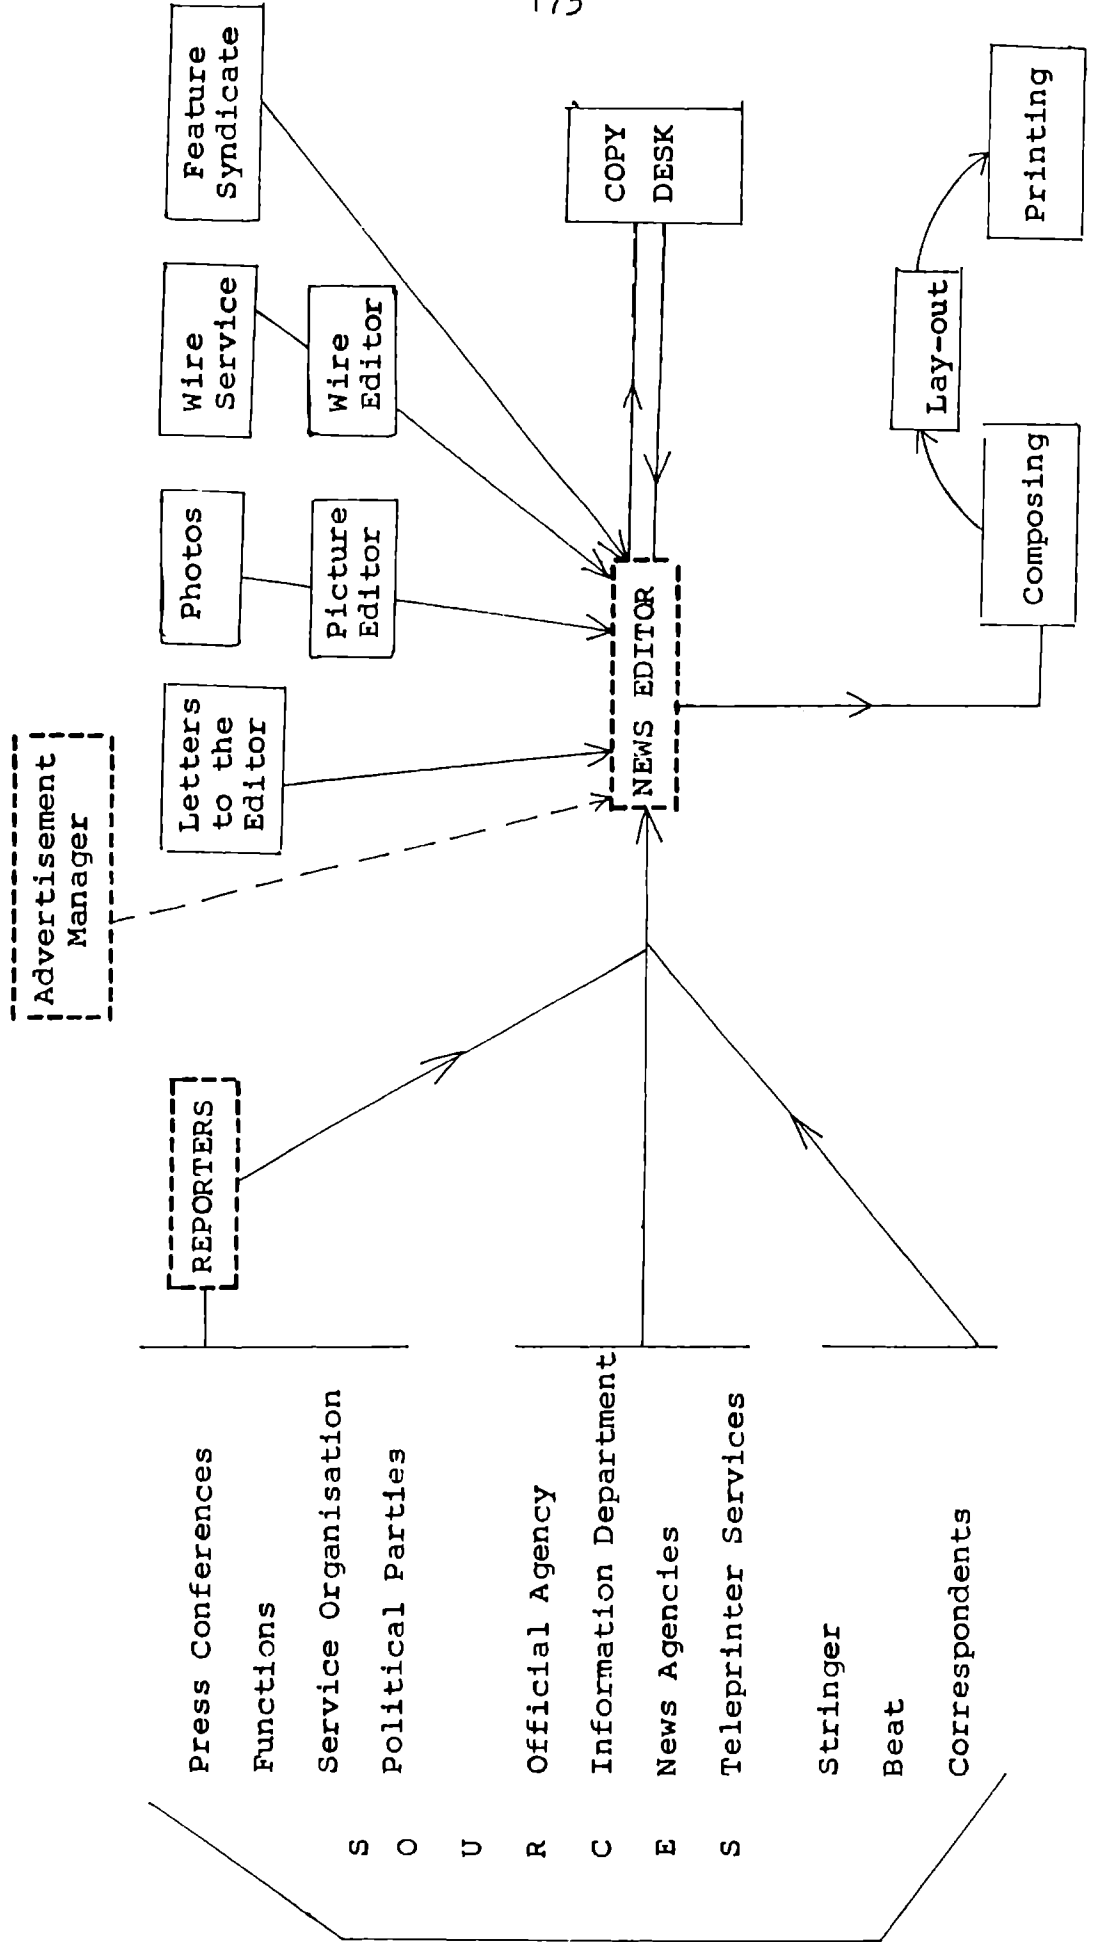 175
Advertisement
Manager
REPORTERS
Letters
to the
Editor
Photos
Picture
Editor
Wire
Service
Wire
Editor
Feature
Syndicate
NEWS EDITOR
COPY
DESK
Composing
Lay-out
Printing
S
O
U
R
C
E
S
Press Conferences
Functions
Service Organisation
Political Parties
Official Agency
Information Department
News Agencies
Teleprinter Services
Stringer
Beat
Correspondents